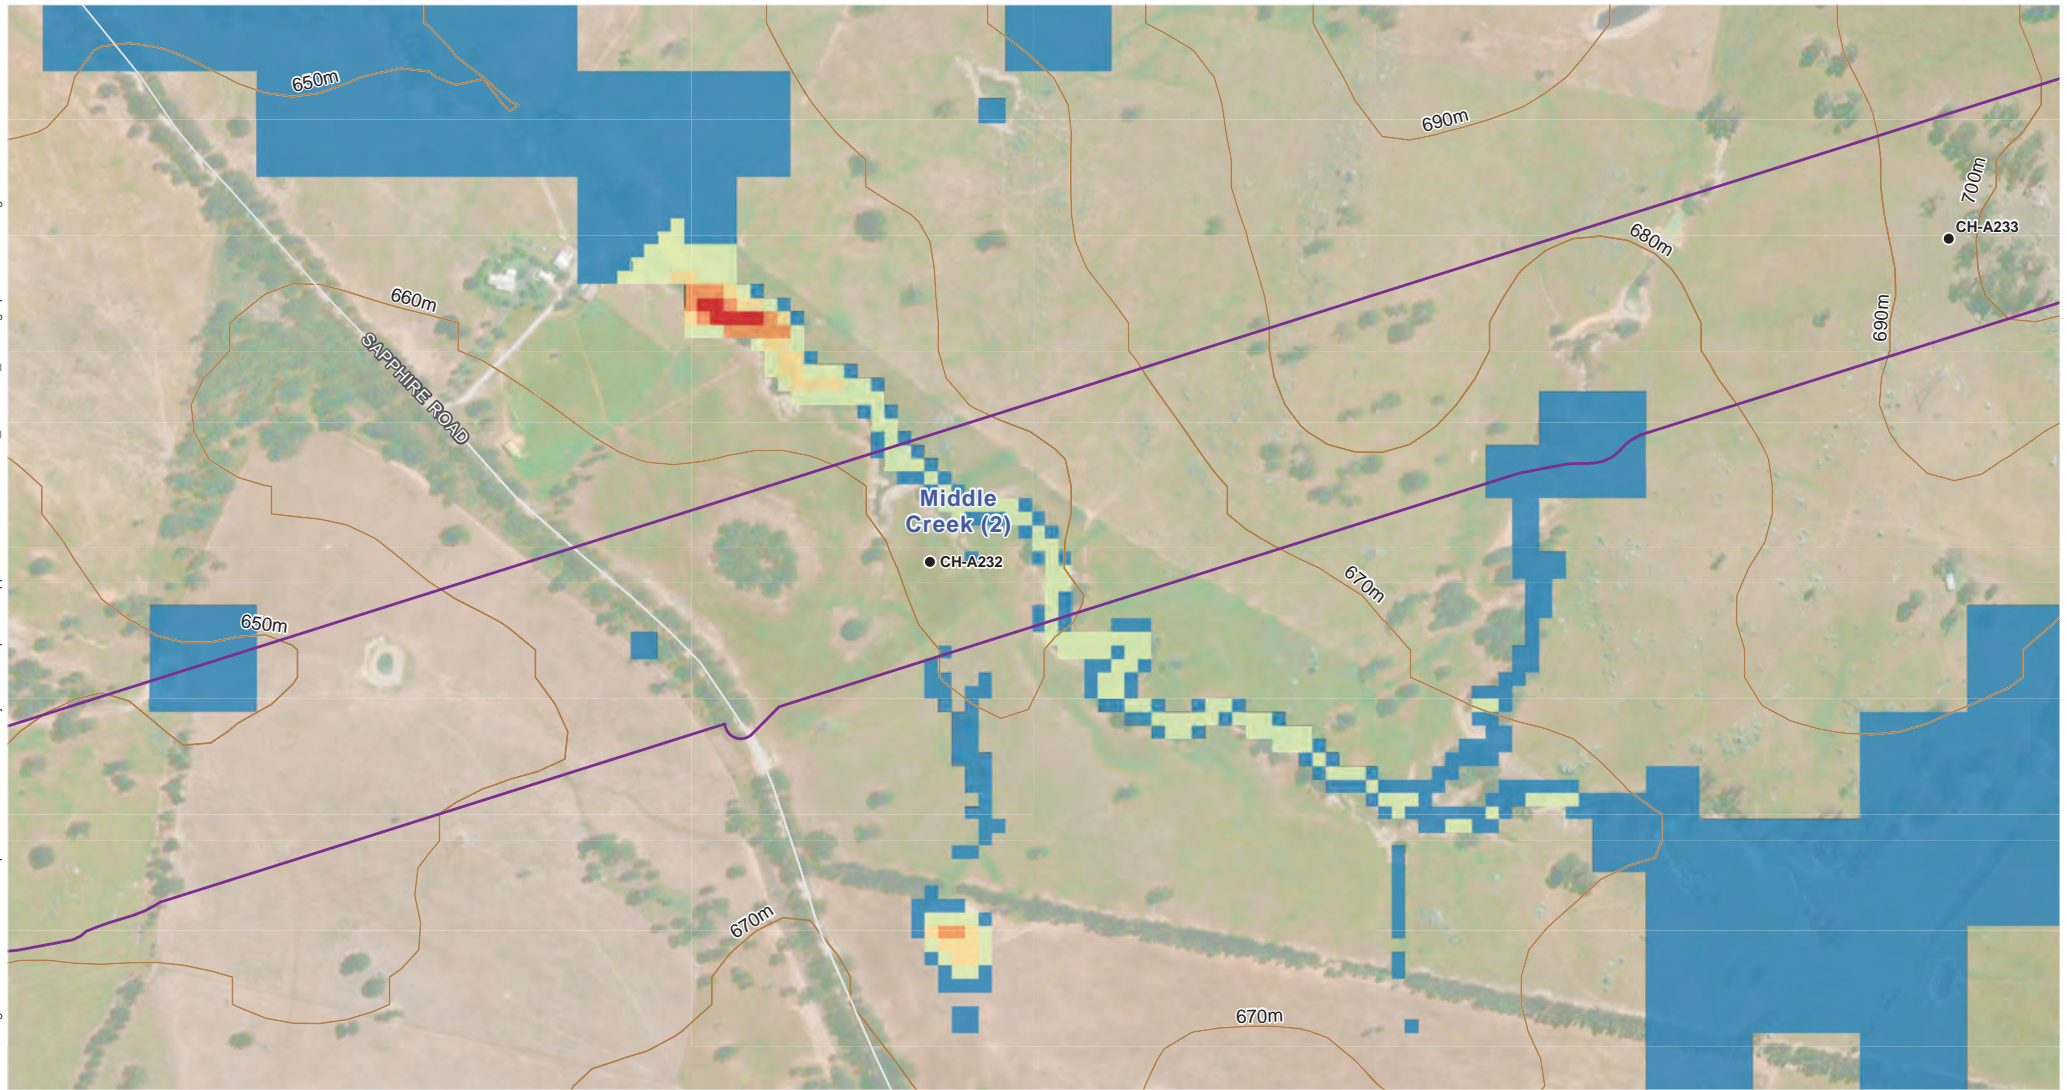 650m
690m
700m
CH-A233
680m
660m
690m
SAPPHIRE ROAD
Middle
Creek (2)
CH-A232
670m
650m
670m
670m